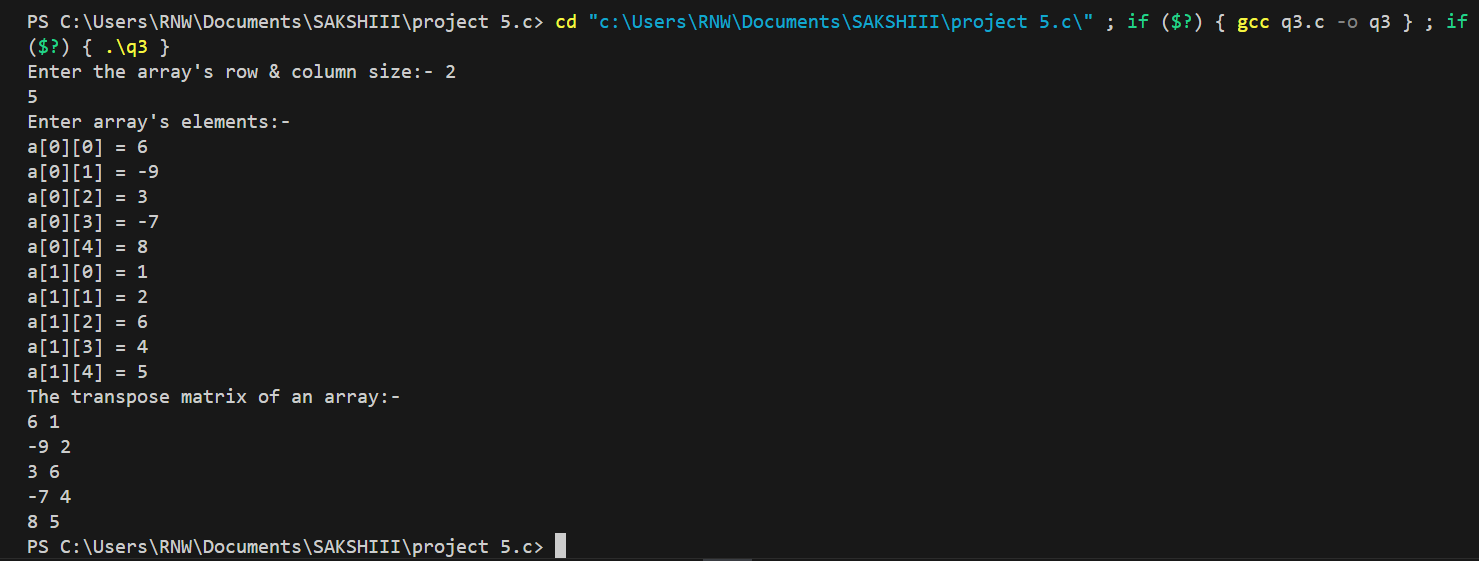 PS C:\Users\RNW\Documents\SAKSHIII\project 5.c> cd "c:\Users\RNW\Documents\SAKSHIII\project 5.c\" ; if ($?) { gcc q3.c -o q3 } ; if
($?) { .\q3 }
Enter the array's row & column size:- 2
5
Enter array's elements:-
a[0][0] = 6
a[0][1] = -9
a[0][2] = 3
a[0][3] = -7
a[0][4] = 8
a[1][0] = 1
a[1][1] = 2
a[1][2] = 6
a[1][3] = 4
a[1][4] = 5
The transpose matrix of an array:-
6 1
-9 2
3 6
-7 4
8 5
PS C:\Users\RNW\Documents\SAKSHIII\project 5.c>